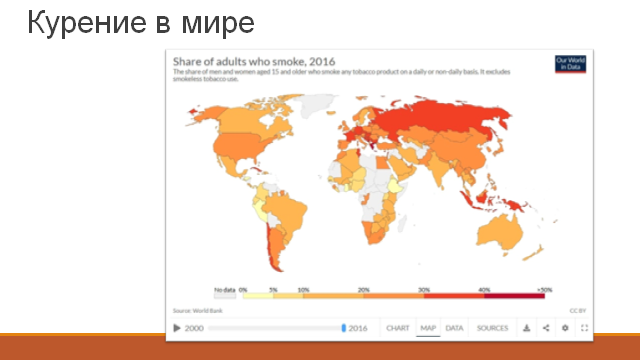 Курение в мире
Share of adults who smoke, 2016
Our World
in Data
The share of men and women aged 15 and older who smoke any tobacco product on a daily or non-daily basis. It excludes
smokeless tobacco use.
No data 0% 5% 10% 20% 30% 40% >50%
Source: World Bank CC BY
2000 2016 CHART MAP DATA SOURCES